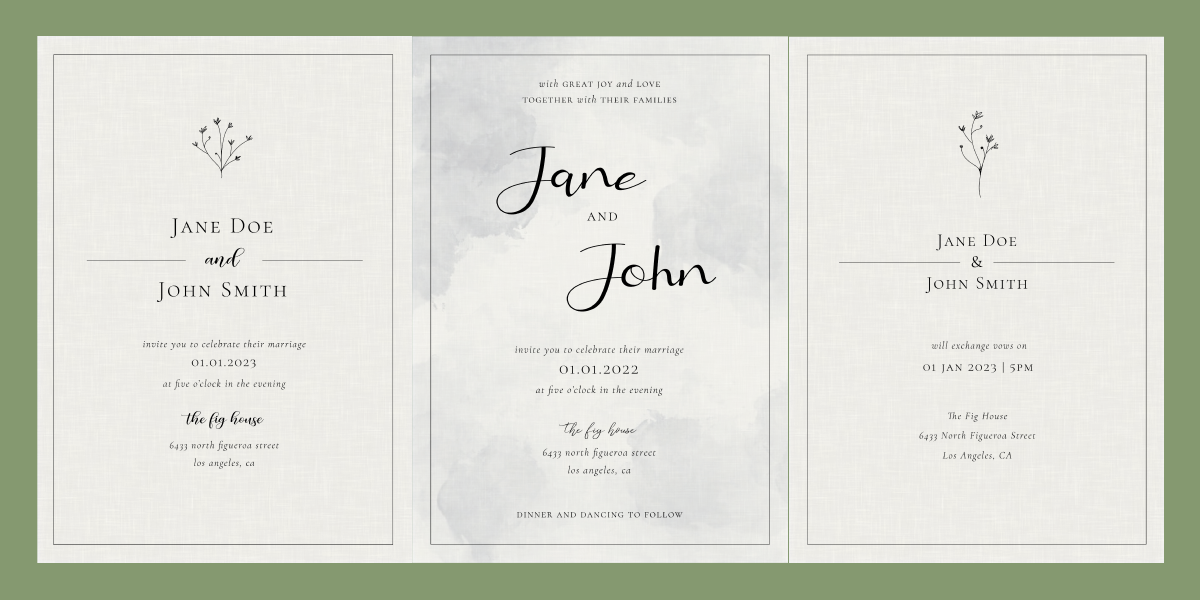 Jane Doe
and
John Smith
invite you to celebrate their marriage
01.01.2023
at five o'clock in the evening
the fig house
6433 north figueroa street
los angeles, ca
with GREAT JOY and LOVE
TOGETHER with THEIR FAMILIES
Jane
AND
John
invite you to celebrate their marriage
01.01.2022
at five o'clock in the evening
the fig house
6433 north figueroa street
los angeles, ca
DINNER AND DANCING TO FOLLOW
Jane Doe
&
John Smith
will exchange vows on
01 JAN 2023 | 5PM
The Fig House
6433 North Figueroa Street
Los Angeles, CA